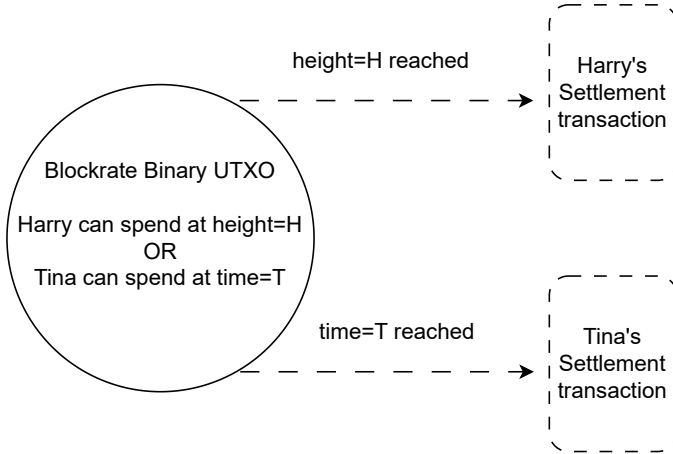 height=H reached
Harry's
Settlement
transaction
Blockrate Binary UTXO
Harry can spend at height=H
OR
Tina can spend at time=T
time=T reached
Tina's
Settlement
transaction